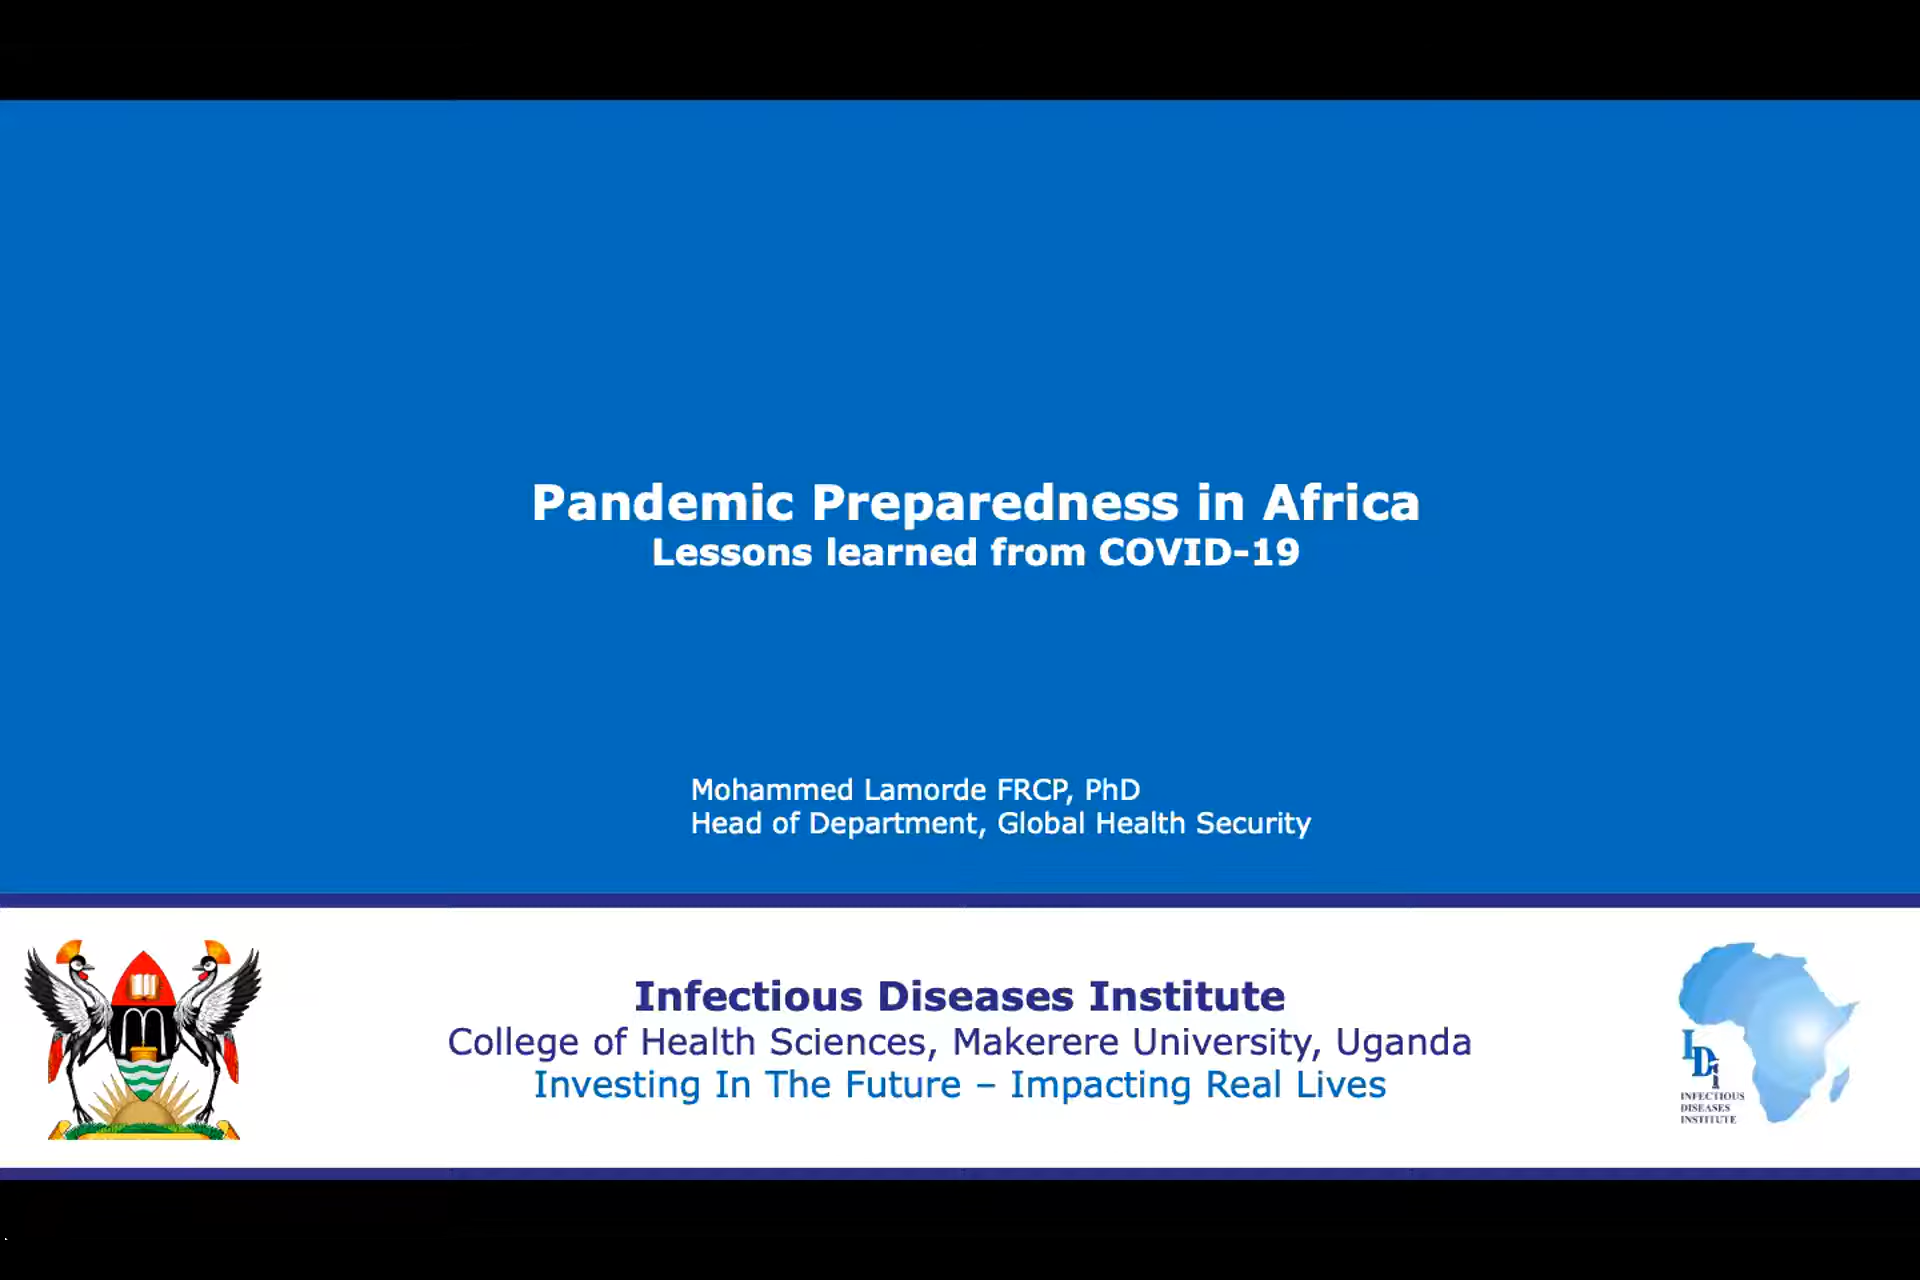 Pandemic Preparedness in Africa
Lessons learned from COVID-19
Mohammed Lamorde FRCP, PhD
Head of Department, Global Health Security
Infectious Diseases Institute
College of Health Sciences, Makerere University, Uganda
Investing In The Future – Impacting Real Lives
IDi
INFECTIOUS
DISEASES
INSTITUTE